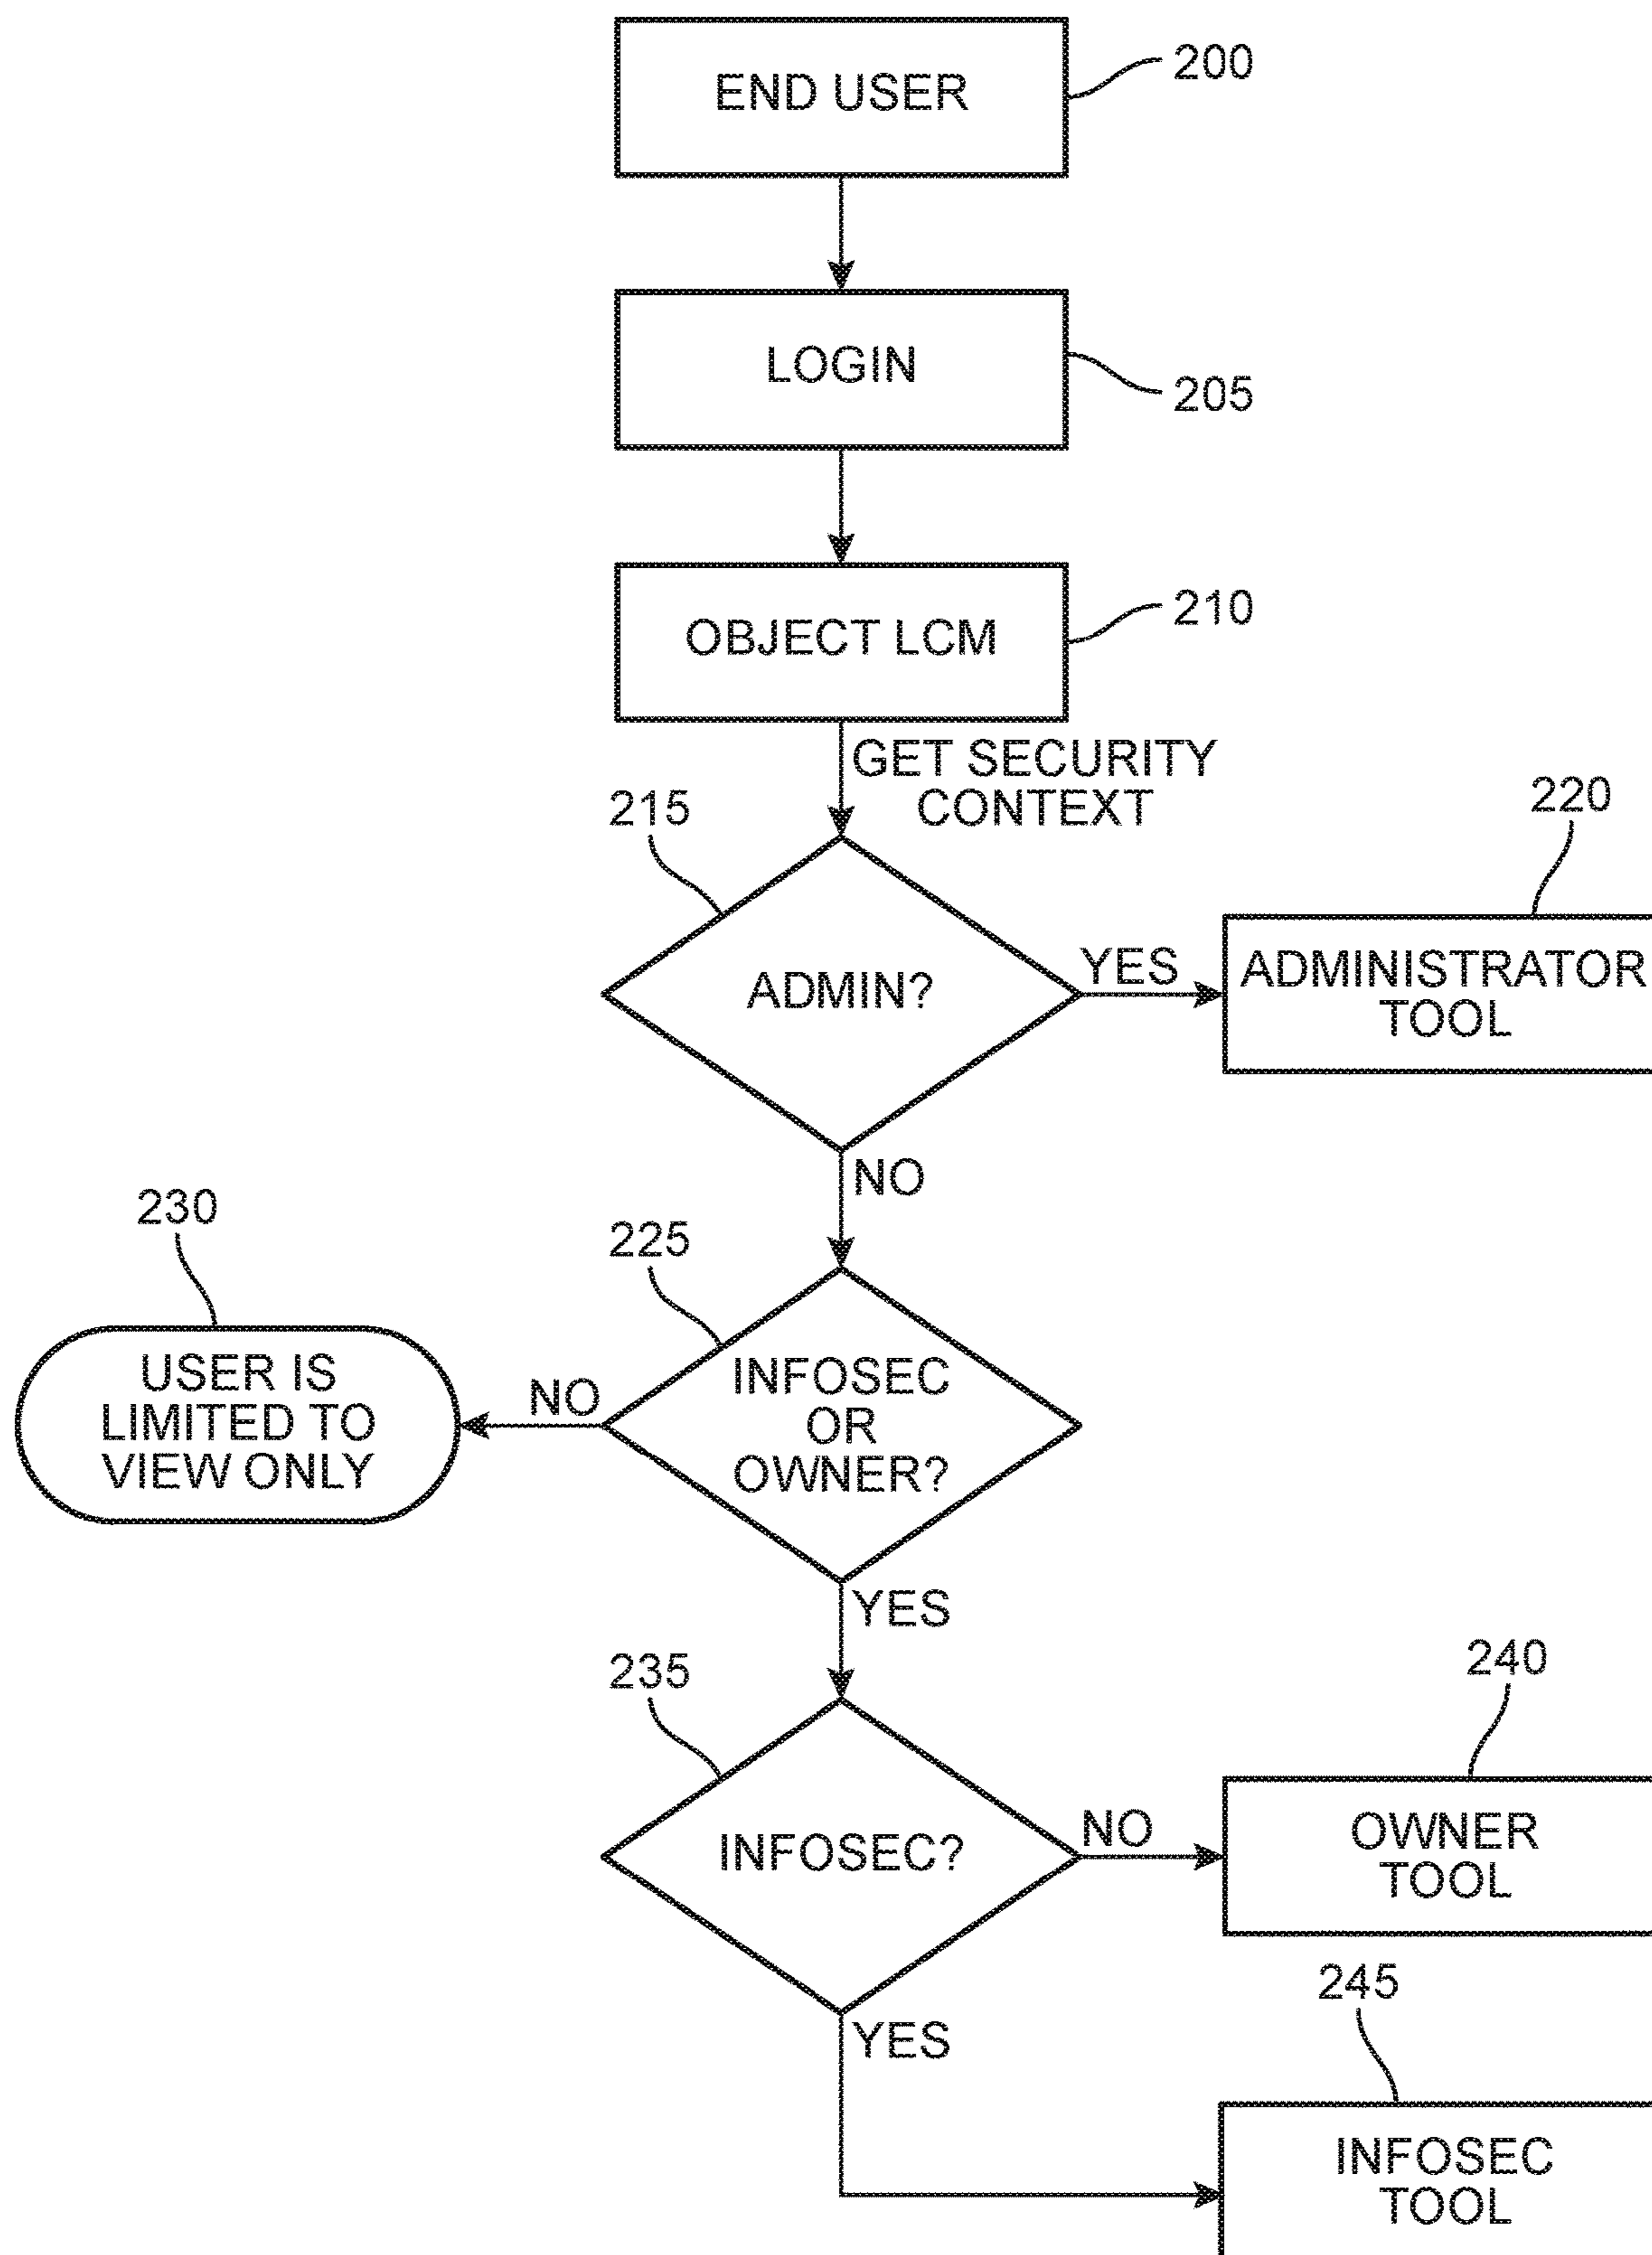 END USER
200
LOGIN
205
OBJECT LCM
210
GET SECURITY
CONTEXT
215
220
ADMIN?
YES
ADMINISTRATOR
TOOL
NO
230
225
USER IS
LIMITED TO
VIEW ONLY
NO
INFOSEC
OR
OWNER?
YES
235
240
INFOSEC?
NO
OWNER
TOOL
YES
245
INFOSEC
TOOL